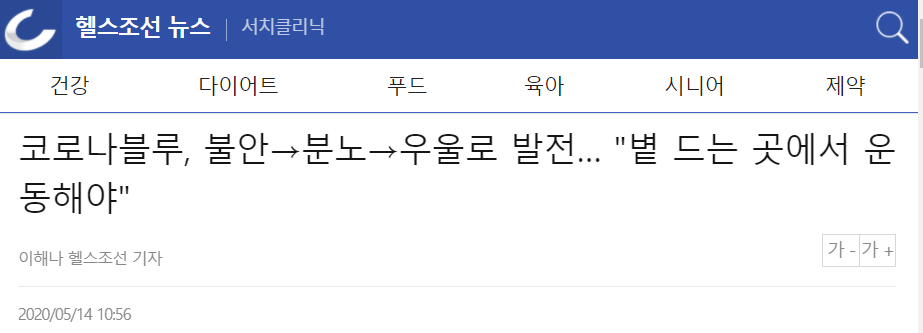 헬스조선 뉴스 | 서치클리닉
건강 다이어트 푸드 육아 시니어 제약
코로나블루, 불안→분노→우울로 발전... "볕 드는 곳에서 운
동해야"
이해나 헬스조선 기자
가 - 가 +
2020/05/14 10:56